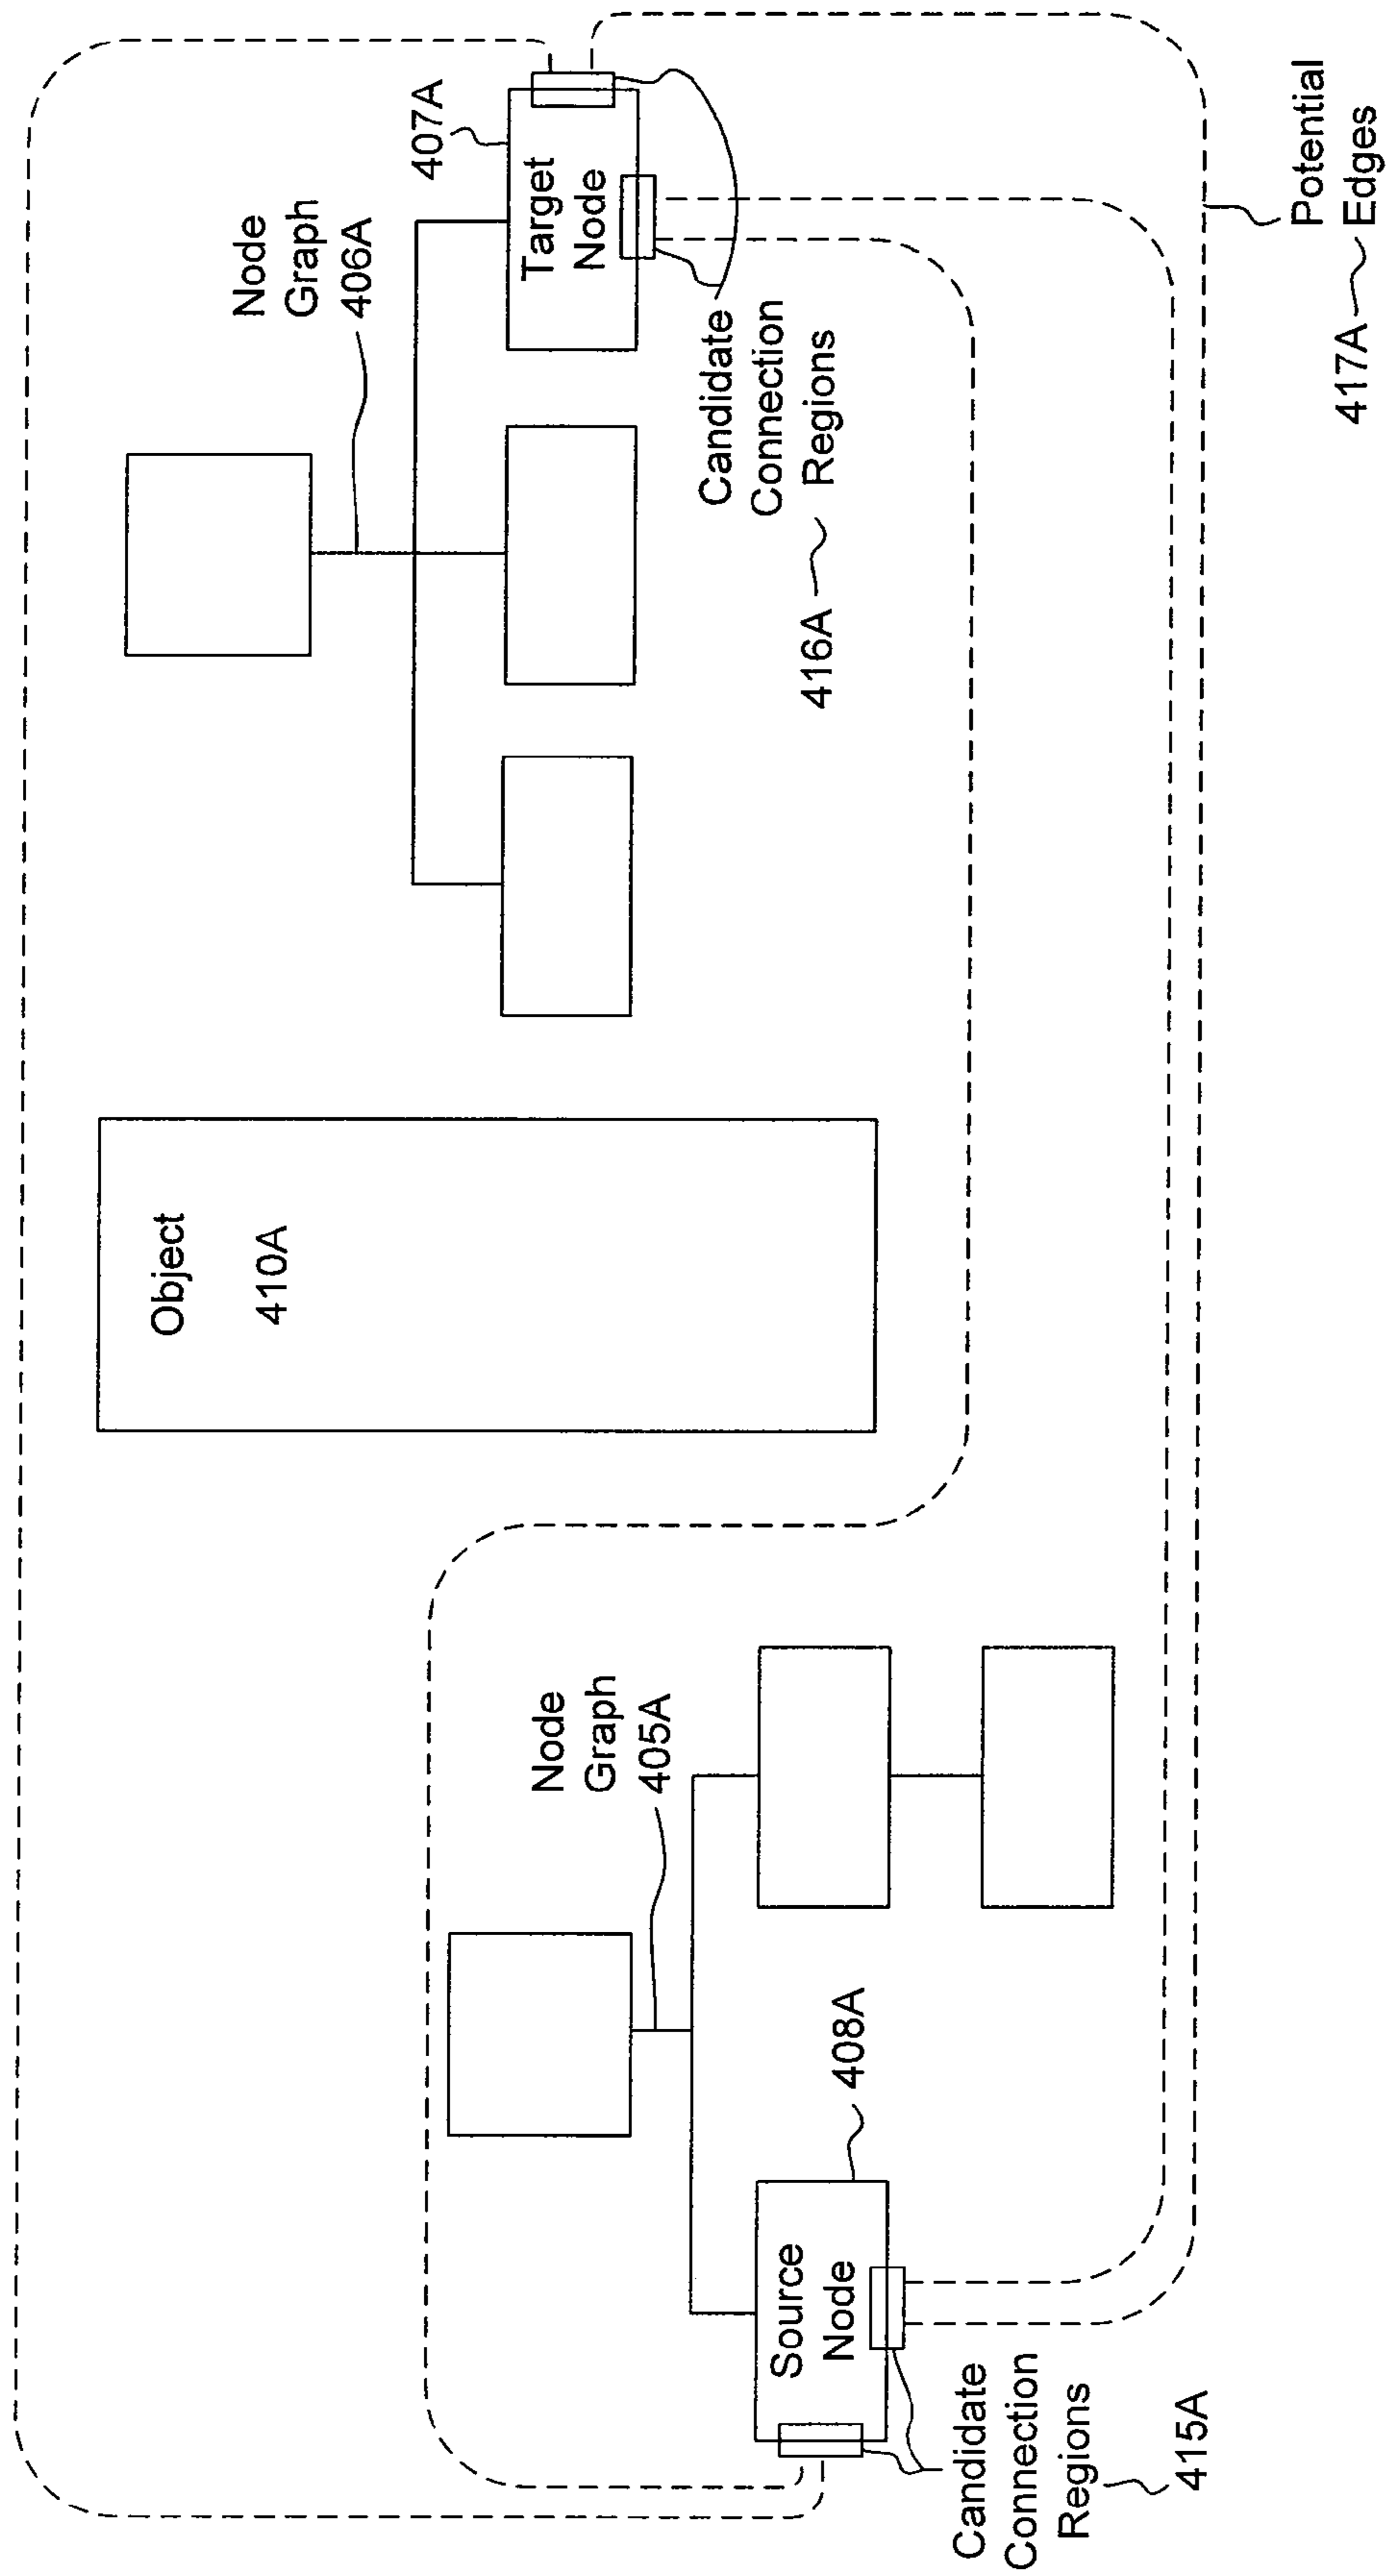 Node
Graph
406A
407A
Target
Node
Candidate
Connection
Regions
416A
Potential
Edges
417A
Object
410A
Node
Graph
405A
Source
Node
408A
Candidate
Connection
Regions
415A